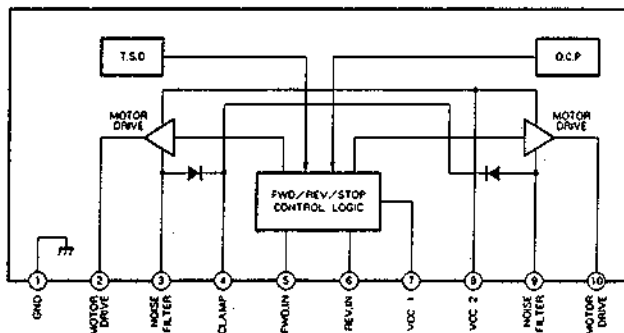 T.S.D
O.C.P
MOTOR
DRIVE
MOTOR
DRIVE
FWD/REV/STOP
CONTROL LOGIC
1
2
3
4
5
6
7
8
9
10
GND
MOTOR
DRIVE
NOISE
FILTER
CLAMP
FWD.IN
REV.IN
VCC 1
VCC 2
NOISE
FILTER
MOTOR
DRIVE